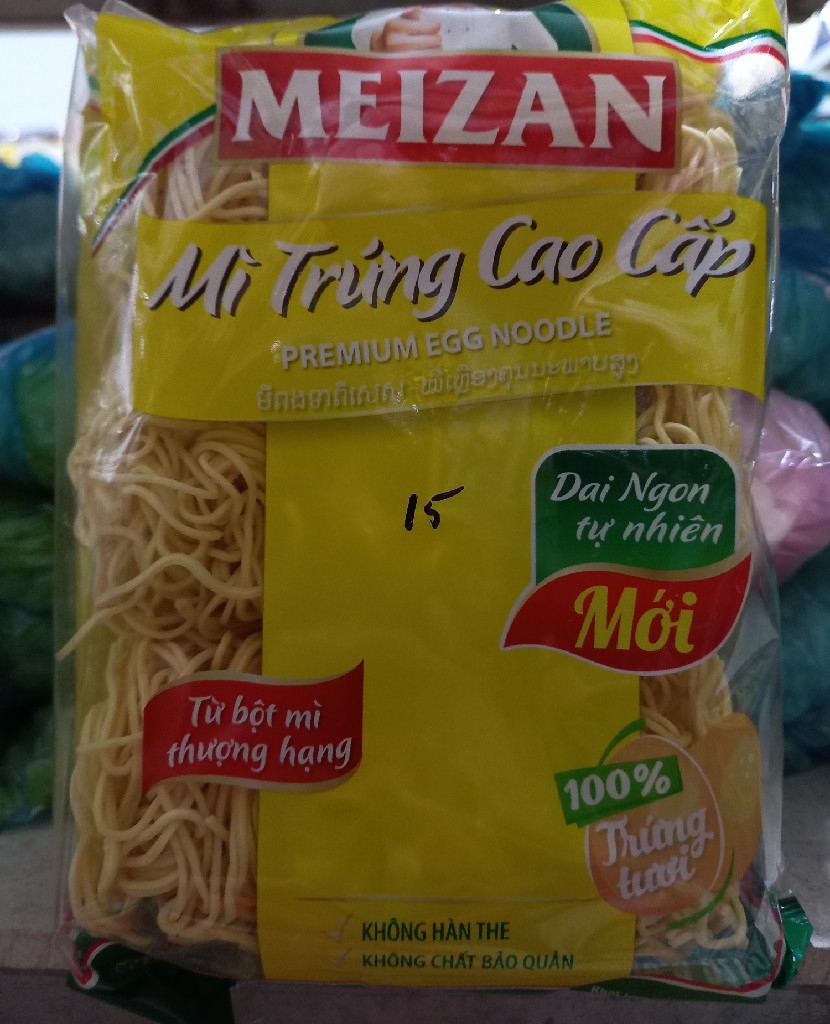 MEIZAN
Mì Trứng Cao Cấp
PREMIUM EGG NOODLE
15
Dai Ngon
tự nhiên
Mới
Từ bột mì
thượng hạng
100%
Trứng
tươi
KHÔNG HÀN THE
KHÔNG CHẤT BẢO QUẢN